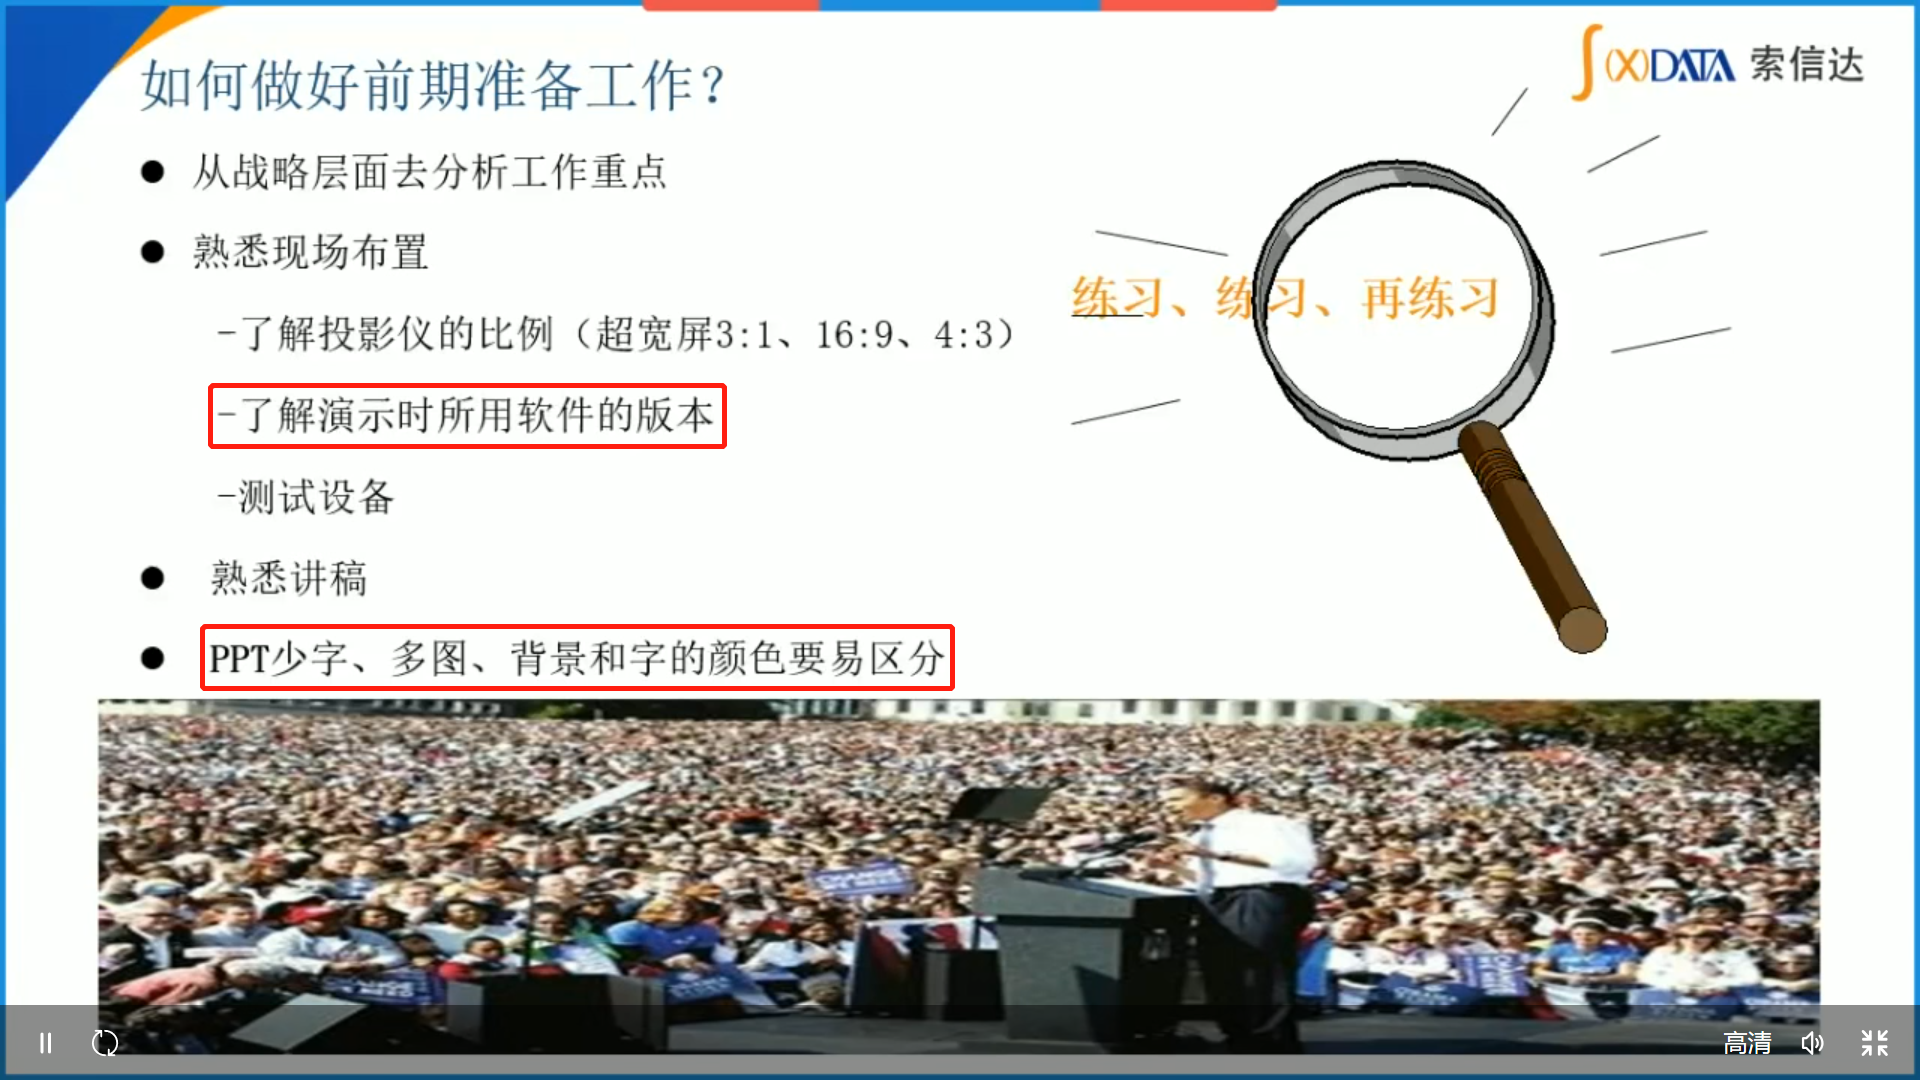 如何做好前期准备工作？
∫(X)DATA 索信达
从战略层面去分析工作重点
熟悉现场布置
-了解投影仪的比例（超宽屏3:1、16:9、4:3）
练习、练习、再练习
-了解演示时所用软件的版本
-测试设备
熟悉讲稿
PPT少字、多图、背景和字的颜色要易区分
高清